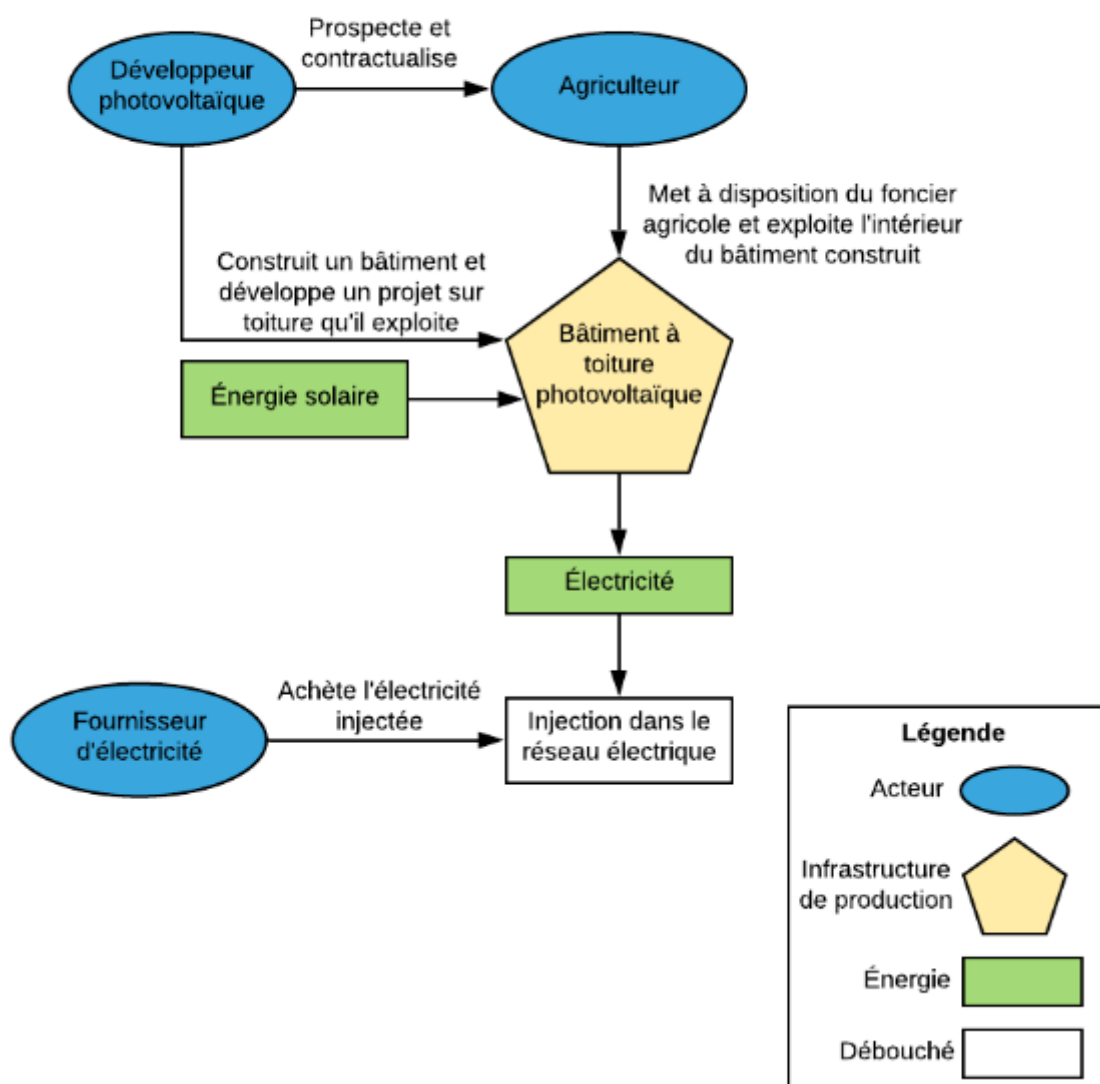 Prospecte et
contractualise
Développeur
photovoltaïque
Agriculteur
Met à disposition du foncier
agricole et exploite l'intérieur
du bâtiment construit
Construit un bâtiment et
développe un projet sur
toiture qu'il exploite
Bâtiment à
toiture
photovoltaïque
Énergie solaire
Électricité
Achète l'électricité
injectée
Fournisseur
d'électricité
Injection dans le
réseau électrique
Légende
Acteur
Infrastructure
de production
Énergie
Débouché